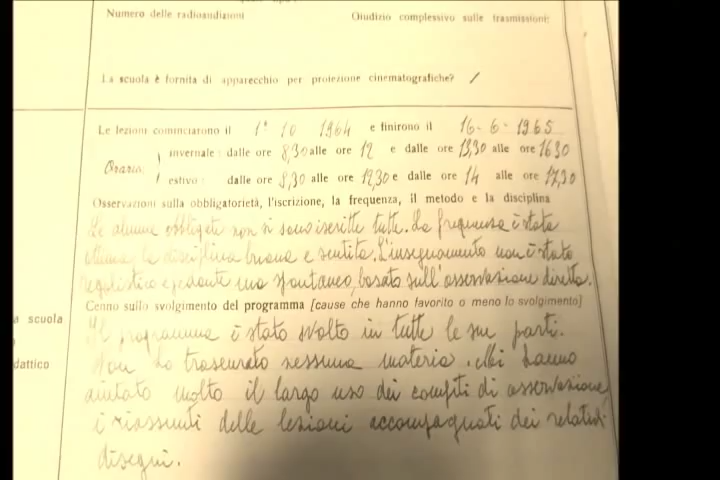 Numero delle radioaudizioni Giudizio complessivo sulle trasmissioni:
La scuola è fornita di apparecchio per proiezione cinematografiche? /
Le lezioni cominciarono il 1° 10 1964 e finirono il 16-6-1965
Orario invernale: dalle ore 8,30 alle ore 12 e dalle ore 13,30 alle ore 16 30
estivo: dalle ore 8,30 alle ore 12,30 e dalle ore 14 alle ore 17,30
Osservazioni sulla obbligatorietà, l'iscrizione, la frequenza, il metodo e la disciplina
Le alunne obbligate non si sono iscritte tutte. La frequenza è stata
ottima, la disciplina buona e sentita. L'insegnamento non è stato
e pedante ma spontaneo, basato sull'osservazione diretta.
Cenno sullo svolgimento del programma [cause che hanno favorito o meno lo svolgimento]
a scuola
Il programma è stato svolto in tutte le sue parti.
Non ho trascurato nessuna materia. Mi hanno
dattico
aiutato molto il largo uso dei compiti di osservazione,
i riassunti delle lezioni accompagnati dei relativi
disegni.